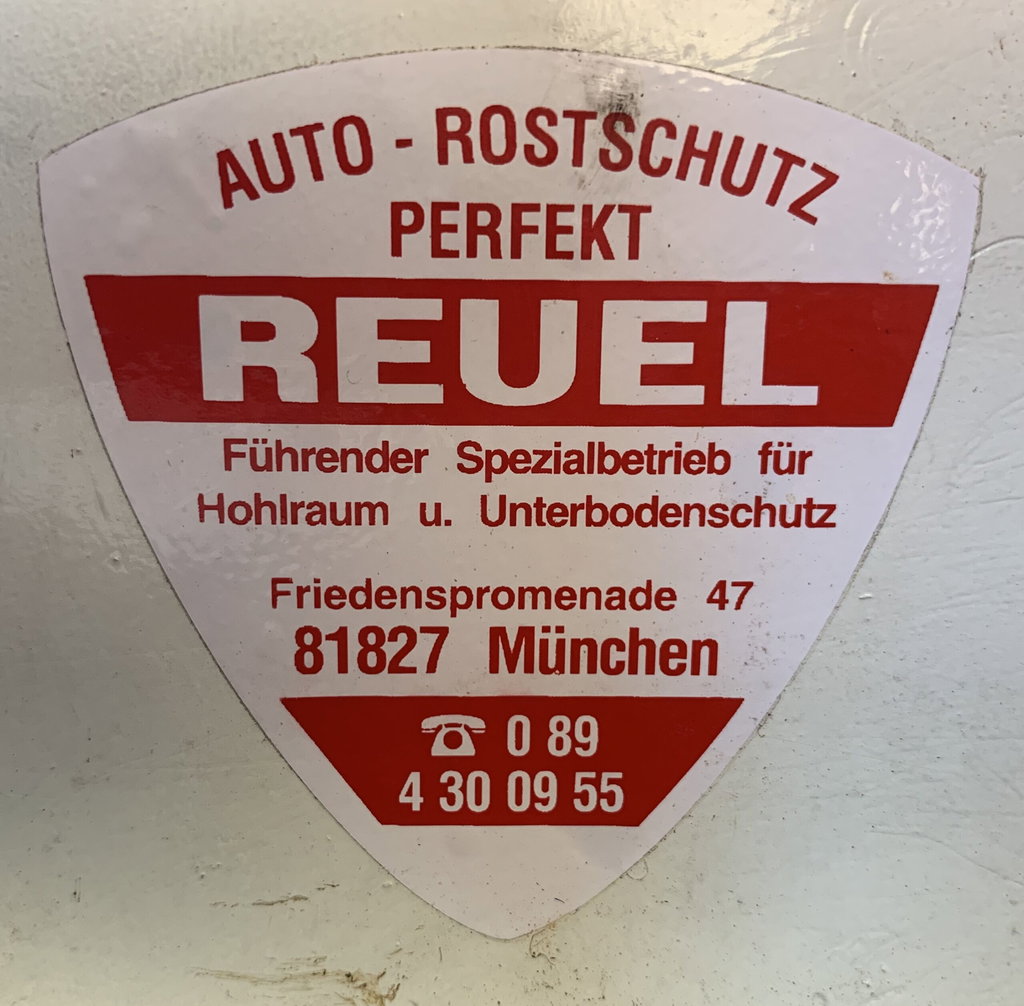 AUTO - ROSTSCHUTZ
PERFEKT
REUEL
Führender Spezialbetrieb für
Hohlraum u. Unterbodenschutz
Friedenspromenade 47
81827 München
☎ 0 89
4 30 09 55